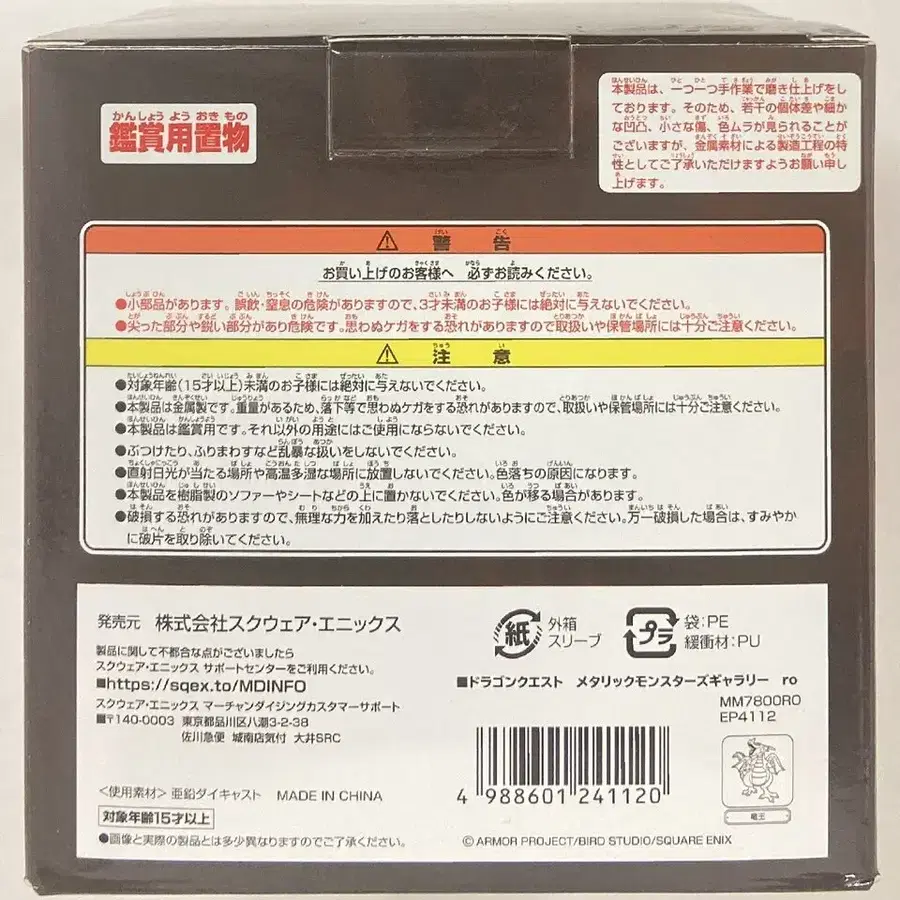 鑑賞用置物
本製品は、一つ一つ手作業で磨き仕上げをし
ております。そのため、若干の個体差や細か
な凹凸、小さな傷、色ムラが見られることが
ございますが、金属素材による製造工程の特
性としてご了承いただけますようお願い申し
上げます。
⚠ 警告
お買い上げのお客様へ 必ずお読みください。
●小部品があります。誤飲・窒息の危険がありますので、3才未満のお子様には絶対に与えないでください。
●尖った部分や鋭い部分があり危険です。思わぬケガをする恐れがありますので取扱いや保管場所には十分ご注意ください。
⚠ 注意
●対象年齢(15才以上)未満のお子様には絶対に与えないでください。
●本製品は金属製です。重量があるため、落下等で思わぬケガをする恐れがありますので、取扱いや保管場所には十分ご注意ください。
●本製品は鑑賞用です。それ以外の用途にはご使用にならないでください。
●ぶつけたり、ふりまわすなど乱暴な扱いをしないでください。
●直射日光が当たる場所や高温多湿な場所に放置しないでください。色落ちの原因になります。
●本製品を樹脂製のソファーやシートなどの上に置かないでください。色が移る場合があります。
●破損する恐れがありますので、無理な力を加えたり落としたりしないようにご注意ください。万一破損した場合は、すみやか
に破片を取り除いてください。
発売元 株式会社スクウェア・エニックス
製品に関して不都合な点がございましたら
スクウェア・エニックス サポートセンターをご利用ください。
■https://sqex.to/MDINFO
スクウェア・エニックス マーチャンダイジングカスタマーサポート
■〒140-0003 東京都品川区八潮3-2-38
佐川急便 城南店気付 大井SRC
<使用素材> 亜鉛ダイキャスト MADE IN CHINA
対象年齢15才以上
●画像と実際の製品とは多少異なりますのでご了承ください。
紙 外箱
スリーブ
プラ 袋:PE
緩衝材:PU
■ドラゴンクエスト メタリックモンスターズギャラリー ro
MM7800RO
EP4112
4 988601 241120
竜王
© ARMOR PROJECT/BIRD STUDIO/SQUARE ENIX